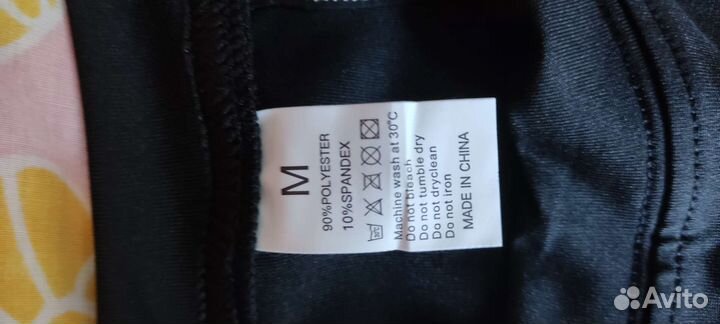 M
90%POLYESTER
10%SPANDEX
Machine wash at 30°C
Do not bleach
Do not tumble dry
Do not dryclean
Do not iron
MADE IN CHINA
Avito